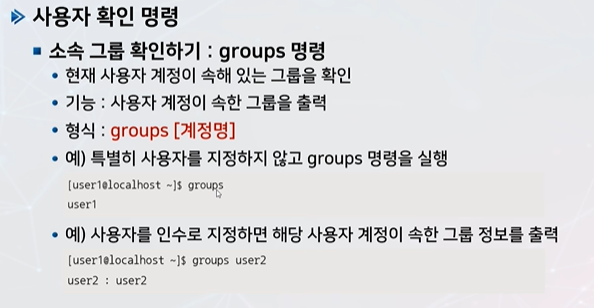 사용자 확인 명령
소속 그룹 확인하기 : groups 명령
현재 사용자 계정이 속해 있는 그룹을 확인
기능 : 사용자 계정이 속한 그룹을 출력
형식 : groups [계정명]
예) 특별히 사용자를 지정하지 않고 groups 명령을 실행
[user1@localhost ~]$ groups
user1
예) 사용자를 인수로 지정하면 해당 사용자 계정이 속한 그룹 정보를 출력
[user1@localhost ~]$ groups user2
user2 : user2